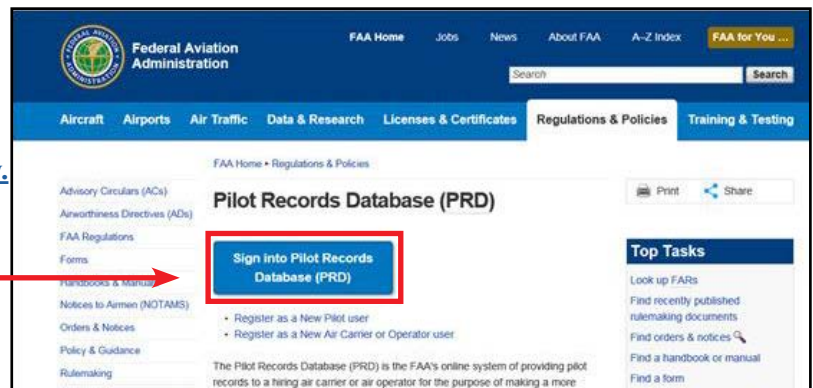 Federal Aviation
Administration
FAA Home Jobs News About FAA A-Z Index FAA for You ...
Search Search
Aircraft Airports Air Traffic Data & Research Licenses & Certificates Regulations & Policies Training & Testing
FAA Home • Regulations & Policies
Pilot Records Database (PRD)
Print Share
Advisory Circulars (ACs)
Airworthiness Directives (ADs)
FAA Regulations
Forms
Handbooks & Manuals
Notices to Airmen (NOTAMS)
Orders & Notices
Policy & Guidance
Rulemaking
Sign into Pilot Records
Database (PRD)
• Register as a New Pilot user
• Register as a New Air Carrier or Operator user
The Pilot Records Database (PRD) is the FAA's online system of providing pilot
records to a hiring air carrier or air operator for the purpose of making a more
Top Tasks
Look up FARs
Find recently published
rulemaking documents
Find orders & notices
Find a handbook or manual
Find a form